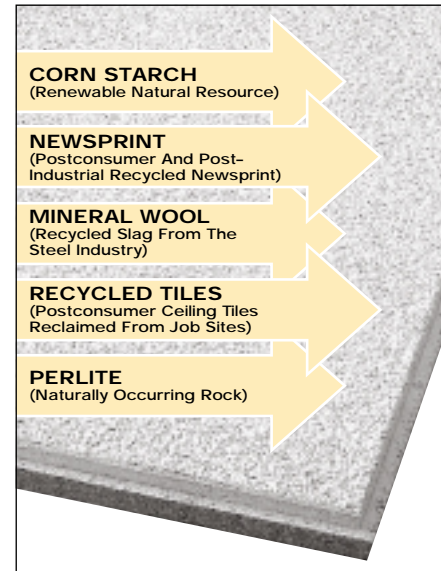 CORN STARCH
(Renewable Natural Resource)
NEWSPRINT
(Postconsumer And Post-
Industrial Recycled Newsprint)
MINERAL WOOL
(Recycled Slag From The
Steel Industry)
RECYCLED TILES
(Postconsumer Ceiling Tiles
Reclaimed From Job Sites)
PERLITE
(Naturally Occurring Rock)